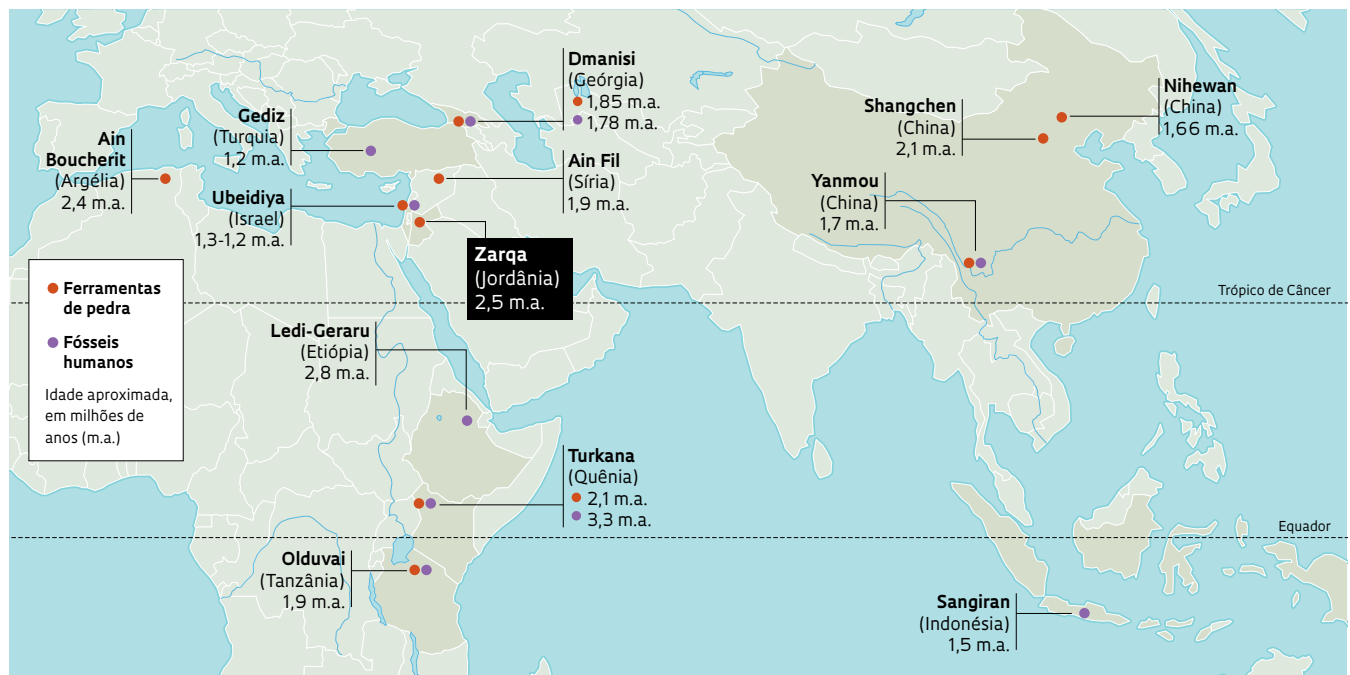 Dmanisi
(Geórgia)
1,85 m.a.
1,78 m.a.
Gediz
(Turquia)
1,2 m.a.
Ain
Boucherit
(Argélia)
2,4 m.a.
Ain Fil
(Síria)
1,9 m.a.
Ubeidiya
(Israel)
1,3-1,2 m.a.
Zarqa
(Jordânia)
2,5 m.a.
Shangchen
(China)
2,1 m.a.
Nihewan
(China)
1,66 m.a.
Yanmou
(China)
1,7 m.a.
Ferramentas
de pedra
Fósseis
humanos
Idade aproximada,
em milhões de
anos (m.a.)
Trópico de Câncer
Ledi-Geraru
(Etiópia)
2,8 m.a.
Turkana
(Quênia)
2,1 m.a.
3,3 m.a.
Equador
Olduvai
(Tanzânia)
1,9 m.a.
Sangiran
(Indonésia)
1,5 m.a.